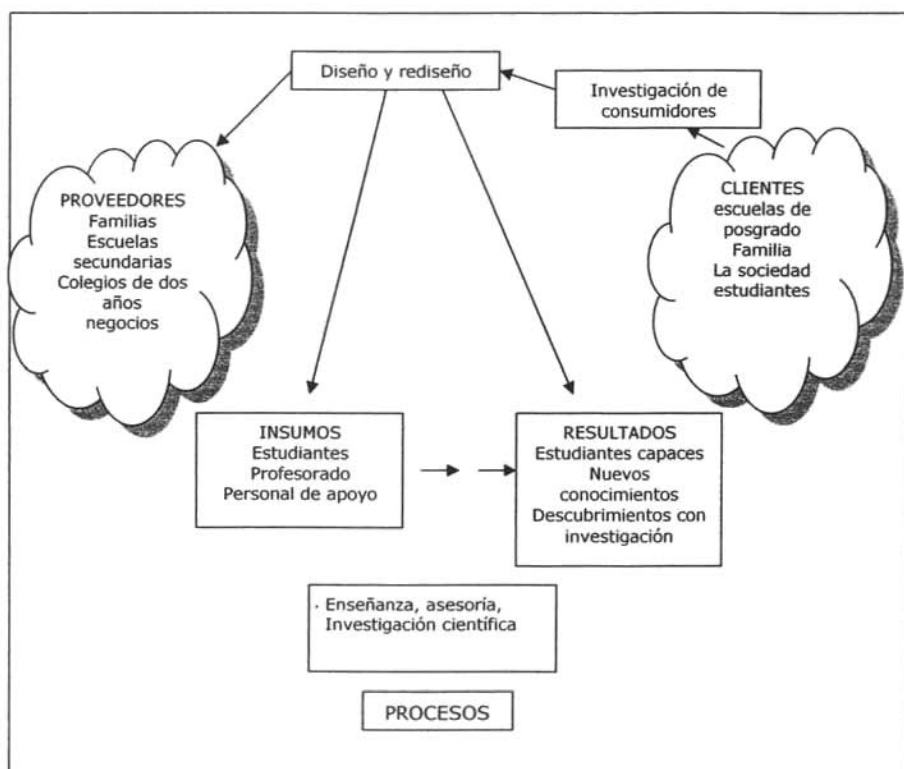 Diseño y rediseño
Investigación de
consumidores
PROVEEDORES
Familias
Escuelas
secundarias
Colegios de dos
años
negocios
CLIENTES
escuelas de
posgrado
Familia
La sociedad
estudiantes
INSUMOS
Estudiantes
Profesorado
Personal de apoyo
RESULTADOS
Estudiantes capaces
Nuevos
conocimientos
Descubrimientos con
investigación
Enseñanza, asesoría,
Investigación científica
PROCESOS